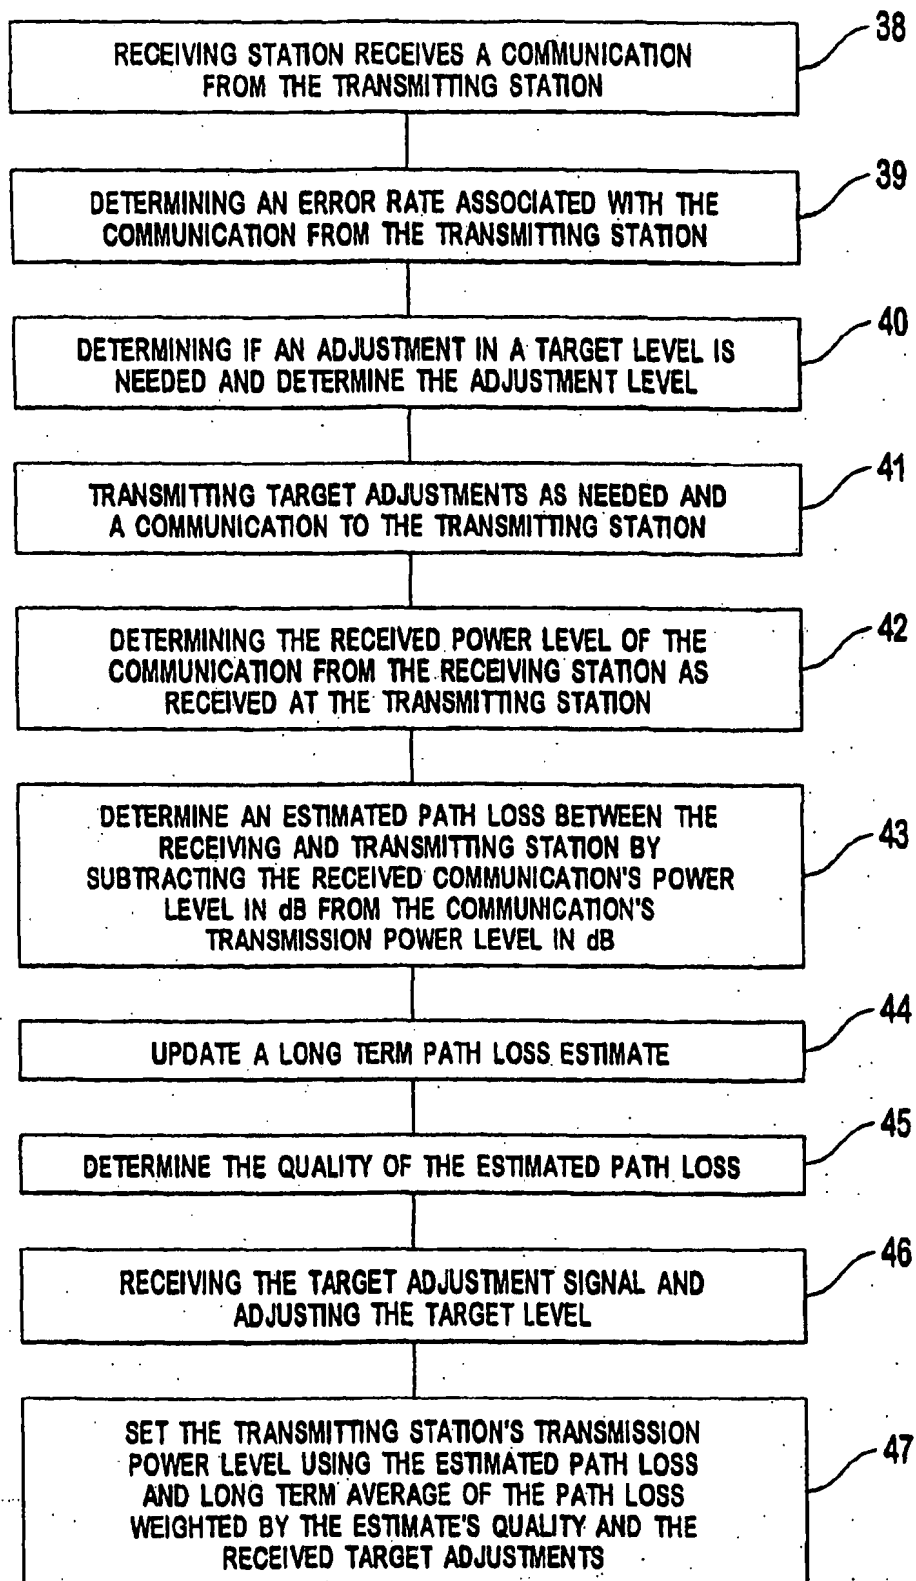 38
RECEIVING STATION RECEIVES A COMMUNICATION
FROM THE TRANSMITTING STATION
39
DETERMINING AN ERROR RATE ASSOCIATED WITH THE
COMMUNICATION FROM THE TRANSMITTING STATION
40
DETERMINING IF AN ADJUSTMENT IN A TARGET LEVEL IS
NEEDED AND DETERMINE THE ADJUSTMENT LEVEL
41
TRANSMITTING TARGET ADJUSTMENTS AS NEEDED AND
A COMMUNICATION TO THE TRANSMITTING STATION
42
DETERMINING THE RECEIVED POWER LEVEL OF THE
COMMUNICATION FROM THE RECEIVING STATION AS
RECEIVED AT THE TRANSMITTING STATION
43
DETERMINE AN ESTIMATED PATH LOSS BETWEEN THE
RECEIVING AND TRANSMITTING STATION BY
SUBTRACTING THE RECEIVED COMMUNICATION'S POWER
LEVEL IN dB FROM THE COMMUNICATION'S
TRANSMISSION POWER LEVEL IN dB
44
UPDATE A LONG TERM PATH LOSS ESTIMATE
45
DETERMINE THE QUALITY OF THE ESTIMATED PATH LOSS
46
RECEIVING THE TARGET ADJUSTMENT SIGNAL AND
ADJUSTING THE TARGET LEVEL
47
SET THE TRANSMITTING STATION'S TRANSMISSION
POWER LEVEL USING THE ESTIMATED PATH LOSS
AND LONG TERM AVERAGE OF THE PATH LOSS
WEIGHTED BY THE ESTIMATE'S QUALITY AND THE
RECEIVED TARGET ADJUSTMENTS